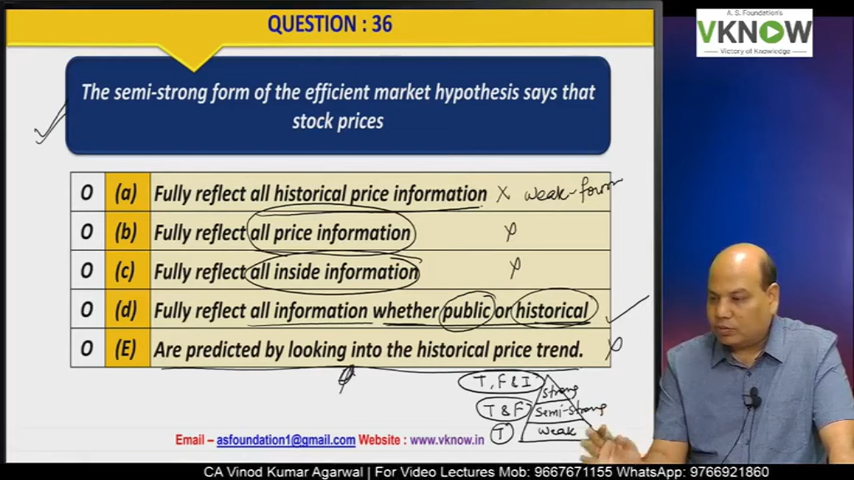 QUESTION : 36
A. S. Foundation's
VKNOW
Victory of Knowledge
The semi-strong form of the efficient market hypothesis says that
stock prices
O (a) Fully reflect all historical price information x weak-form
O (b) Fully reflect all price information x
O (c) Fully reflect all inside information x
O (d) Fully reflect all information whether public or historical
O (E) Are predicted by looking into the historical price trend. x
T, F & I strong
T & F semi-strong
T weak
Email – asfoundation1@gmail.com Website : www.vknow.in
CA Vinod Kumar Agarwal | For Video Lectures Mob: 9667671155 WhatsApp: 9766921860